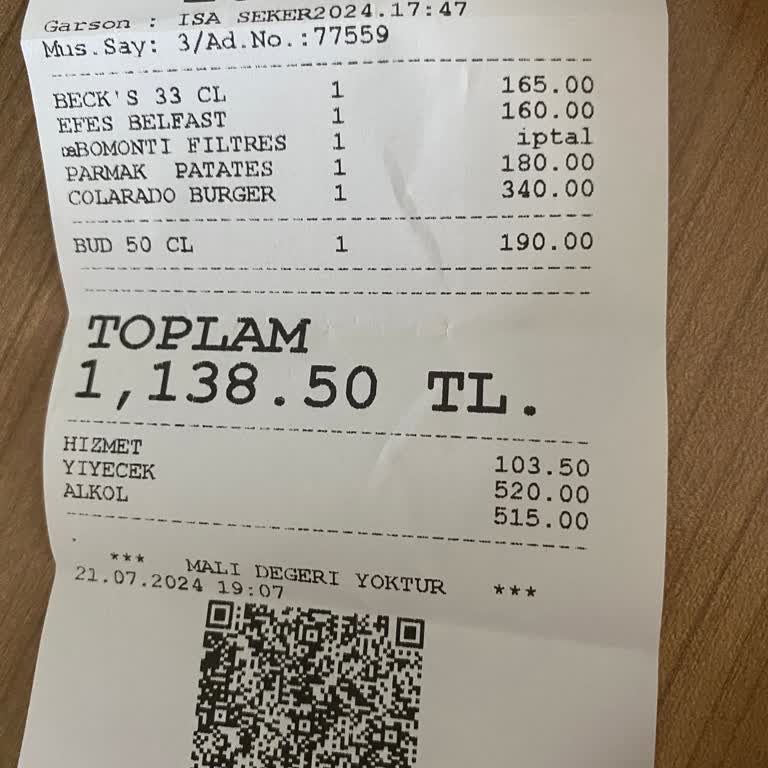 Garson : ISA SEKER2024.17:47
Mus.Say: 3/Ad.No.:77559
BECK'S 33 CL 1 165.00
EFES BELFAST 1 160.00
BOMONTI FILTRES 1 iptal
PARMAK PATATES 1 180.00
COLARADO BURGER 1 340.00
BUD 50 CL 1 190.00
TOPLAM
1,138.50 TL.
HIZMET 103.50
YIYECEK 520.00
ALKOL 515.00
*** MALI DEGERI YOKTUR ***
21.07.2024 19:07